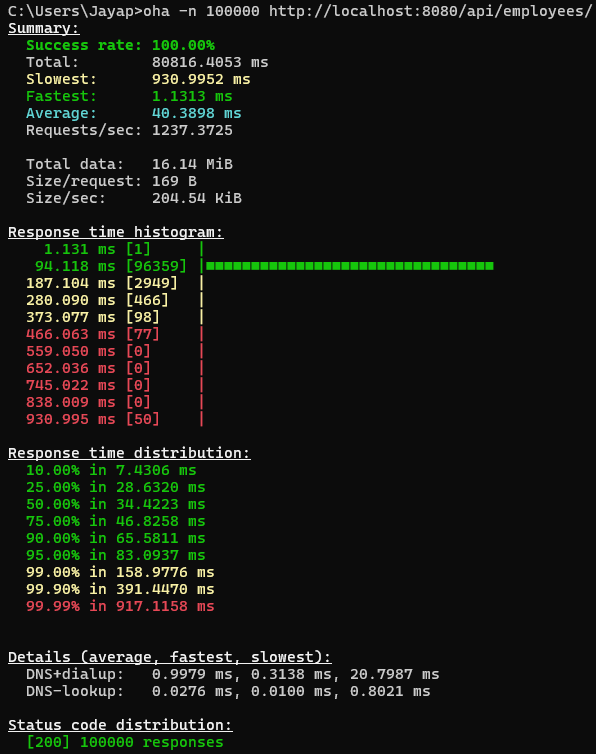 C:\Users\Jayap>oha -n 100000 http://localhost:8080/api/employees/
Summary:
  Success rate: 100.00%
  Total:        80816.4053 ms
  Slowest:      930.9952 ms
  Fastest:      1.1313 ms
  Average:      40.3898 ms
  Requests/sec: 1237.3725

  Total data:   16.14 MiB
  Size/request: 169 B
  Size/sec:     204.54 KiB

Response time histogram:
    1.131 ms [1]     |
   94.118 ms [96359] |■■■■■■■■■■■■■■■■■■■■■■■■■■■■■■■■
  187.104 ms [2949]  |
  280.090 ms [466]   |
  373.077 ms [98]    |
  466.063 ms [77]    |
  559.050 ms [0]     |
  652.036 ms [0]     |
  745.022 ms [0]     |
  838.009 ms [0]     |
  930.995 ms [50]    |

Response time distribution:
  10.00% in 7.4306 ms
  25.00% in 28.6320 ms
  50.00% in 34.4223 ms
  75.00% in 46.8258 ms
  90.00% in 65.5811 ms
  95.00% in 83.0937 ms
  99.00% in 158.9776 ms
  99.90% in 391.4470 ms
  99.99% in 917.1158 ms


Details (average, fastest, slowest):
  DNS+dialup:   0.9979 ms, 0.3138 ms, 20.7987 ms
  DNS-lookup:   0.0276 ms, 0.0100 ms, 0.8021 ms

Status code distribution:
  [200] 100000 responses